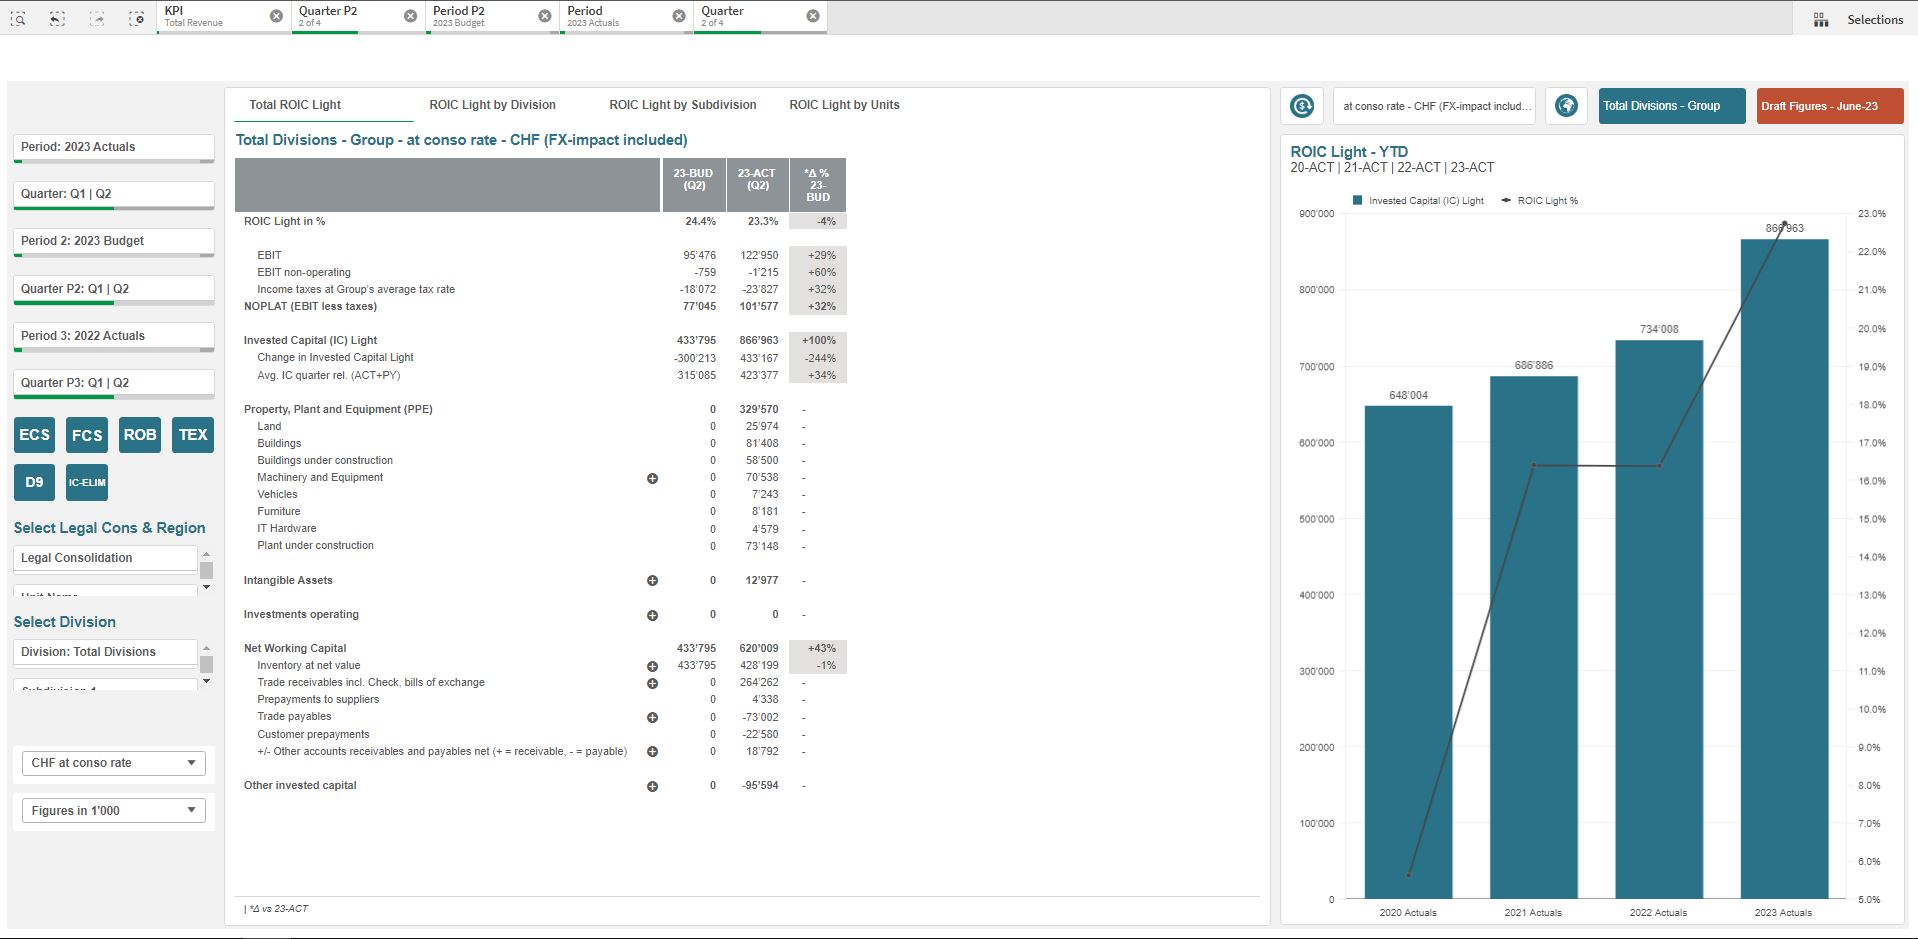 KPI
Total Revenue
Quarter P2
2 of 4
Period P2
2023 Budget
Period
2023 Actuals
Quarter
2 of 4
Selections
Period: 2023 Actuals
Quarter: Q1 | Q2
Period 2: 2023 Budget
Quarter P2: Q1 | Q2
Period 3: 2022 Actuals
Quarter P3: Q1 | Q2
ECS FCS ROB TEX
D9 IC-ELIM
Select Legal Cons & Region
Legal Consolidation
Unit Name
Select Division
Division: Total Divisions
Subdivision 1
CHF at conso rate
Figures in 1'000
Total ROIC Light ROIC Light by Division ROIC Light by Subdivision ROIC Light by Units
Total Divisions - Group - at conso rate - CHF (FX-impact included)
23-BUD (Q2) 23-ACT (Q2) *Δ % 23-BUD
ROIC Light in % 24.4% 23.3% -4%
EBIT 95'476 122'950 +29%
EBIT non-operating -759 -1'215 +60%
Income taxes at Group's average tax rate -18'072 -23'827 +32%
NOPLAT (EBIT less taxes) 77'045 101'577 +32%
Invested Capital (IC) Light 433'795 866'963 +100%
Change in Invested Capital Light -300'213 433'167 -244%
Avg. IC quarter rel. (ACT+PY) 315'085 423'377 +34%
Property, Plant and Equipment (PPE) 0 329'570 -
Land 0 25'974 -
Buildings 0 81'408 -
Buildings under construction 0 58'500 -
Machinery and Equipment 0 70'538 -
Vehicles 0 7'243 -
Furniture 0 8'181 -
IT Hardware 0 4'579 -
Plant under construction 0 73'148 -
Intangible Assets 0 12'977 -
Investments operating 0 0 -
Net Working Capital 433'795 620'009 +43%
Inventory at net value 433'795 428'199 -1%
Trade receivables incl. Check, bills of exchange 0 264'262 -
Prepayments to suppliers 0 4'338 -
Trade payables 0 -73'002 -
Customer prepayments 0 -22'580 -
+/- Other accounts receivables and payables net (+ = receivable, - = payable) 0 18'792 -
Other invested capital 0 -95'594 -
| *Δ vs 23-ACT
at conso rate - CHF (FX-impact includ...
Total Divisions - Group
Draft Figures - June-23
ROIC Light - YTD
20-ACT | 21-ACT | 22-ACT | 23-ACT
Invested Capital (IC) Light ROIC Light %
900'000 23.0%
866'963
22.0%
800'000 21.0%
734'008 20.0%
700'000 686'886 19.0%
648'004 18.0%
600'000 17.0%
16.0%
500'000 15.0%
14.0%
400'000 13.0%
12.0%
300'000 11.0%
10.0%
200'000 9.0%
8.0%
100'000 7.0%
6.0%
0 5.0%
2020 Actuals 2021 Actuals 2022 Actuals 2023 Actuals